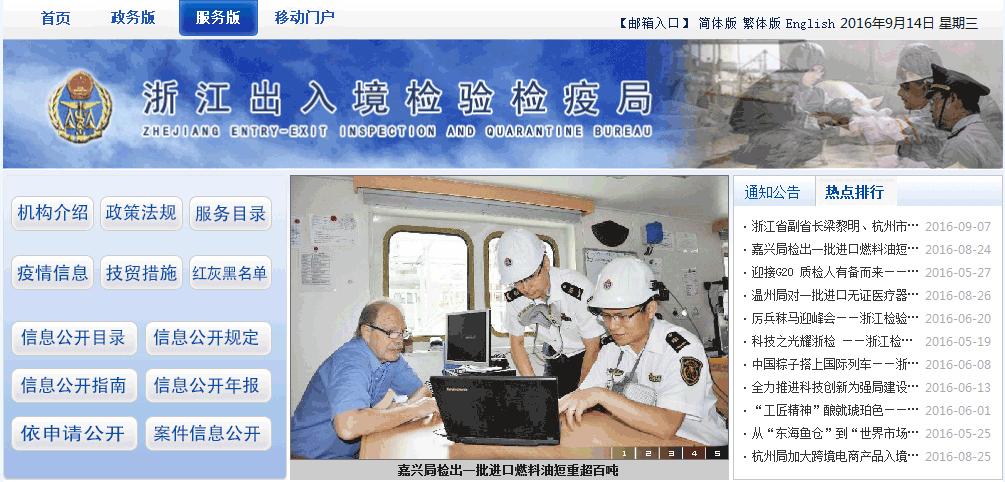 首页 政务版 服务版 移动门户
【邮箱入口】 简体版 繁体版 English 2016年9月14日 星期三
浙江出入境检验检疫局
ZHEJIANG ENTRY-EXIT INSPECTION AND QUARANTINE BUREAU
机构介绍 政策法规 服务目录
疫情信息 技贸措施 红灰黑名单
信息公开目录 信息公开规定
信息公开指南 信息公开年报
依申请公开 案件信息公开
lenovo
1 2 3 4 5
嘉兴局检出一批进口燃料油短重超百吨
通知公告 热点排行
· 浙江省副省长梁黎明、杭州市… 2016-09-07
· 嘉兴局检出一批进口燃料油短… 2016-08-24
· 迎接G20 质检人有备而来——… 2016-05-27
· 温州局对一批进口无证医疗器… 2016-08-26
· 厉兵秣马迎峰会——浙江检验… 2016-06-20
· 科技之光耀浙检 ——浙江检… 2016-05-19
· 中国粽子搭上国际列车——浙… 2016-06-08
· 全力推进科技创新为强局建设… 2016-06-13
· “工匠精神”酿就琥珀色——… 2016-06-01
· 从“东海鱼仓”到“世界市场… 2016-05-25
· 杭州局加大跨境电商产品入境… 2016-08-25